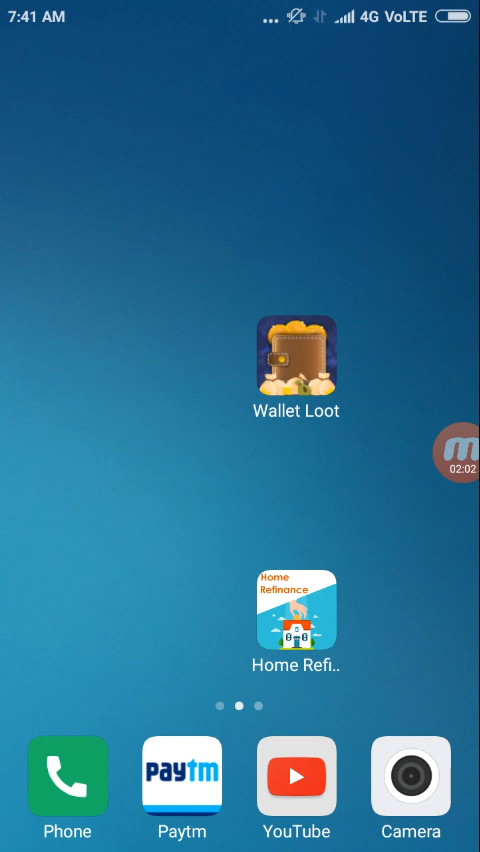 7:41 AM
... 4G VoLTE
Wallet Loot
m
02:02
Home
Refinance
Home Refi..
paytm
Phone
Paytm
YouTube
Camera